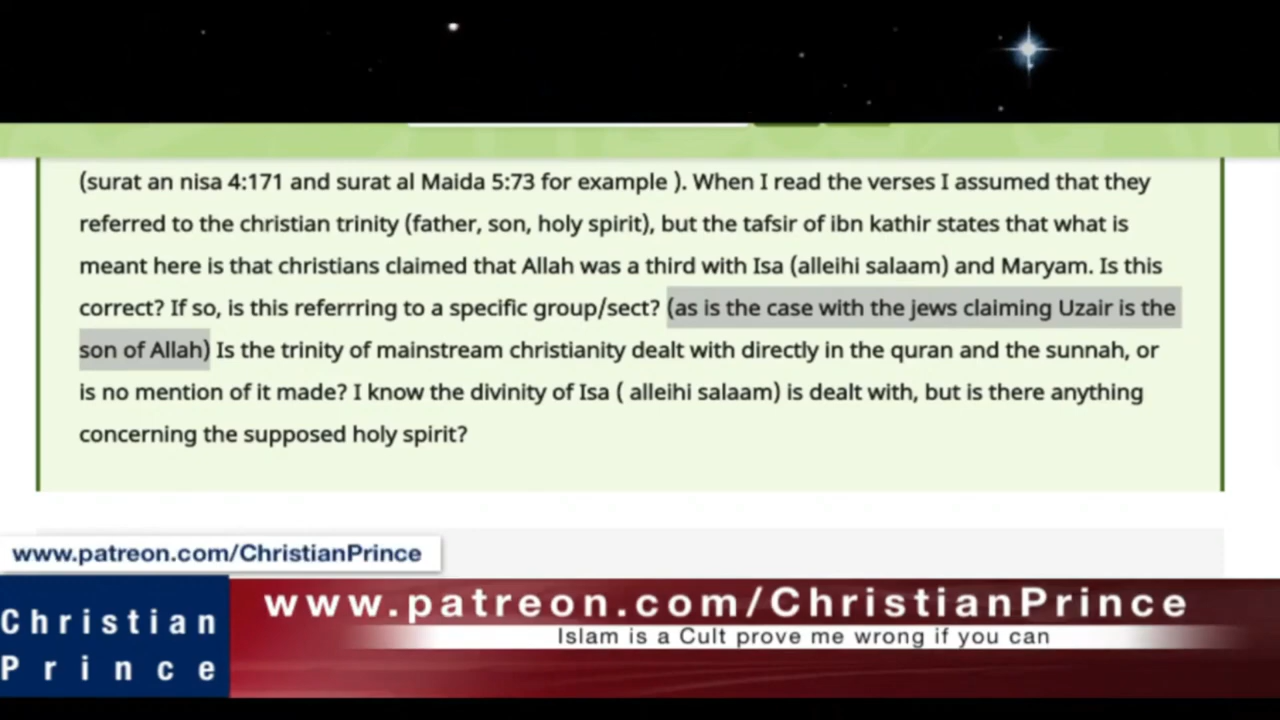 (surat an nisa 4:171 and surat al Maida 5:73 for example ). When I read the verses I assumed that they
referred to the christian trinity (father, son, holy spirit), but the tafsir of ibn kathir states that what is
meant here is that christians claimed that Allah was a third with Isa (alleihi salaam) and Maryam. Is this
correct? If so, is this referrring to a specific group/sect? (as is the case with the jews claiming Uzair is the
son of Allah) Is the trinity of mainstream christianity dealt with directly in the quran and the sunnah, or
is no mention of it made? I know the divinity of Isa ( alleihi salaam) is dealt with, but is there anything
concerning the supposed holy spirit?
www.patreon.com/ChristianPrince
Christian
Prince
www.patreon.com/ChristianPrince
Islam is a Cult prove me wrong if you can